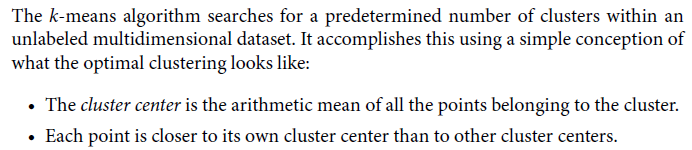 The k-means algorithm searches for a predetermined number of clusters within an
unlabeled multidimensional dataset. It accomplishes this using a simple conception of
what the optimal clustering looks like:
• The cluster center is the arithmetic mean of all the points belonging to the cluster.
• Each point is closer to its own cluster center than to other cluster centers.